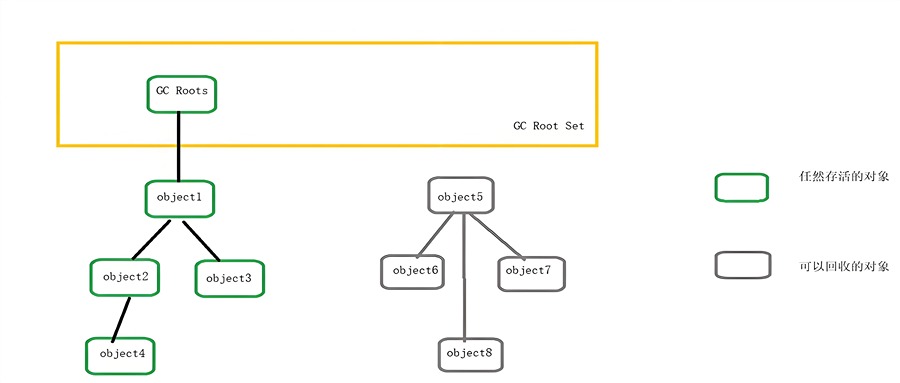 GC Roots
GC Root Set
object1
object5
任然存活的对象
object2
object3
object6
object7
可以回收的对象
object4
object8